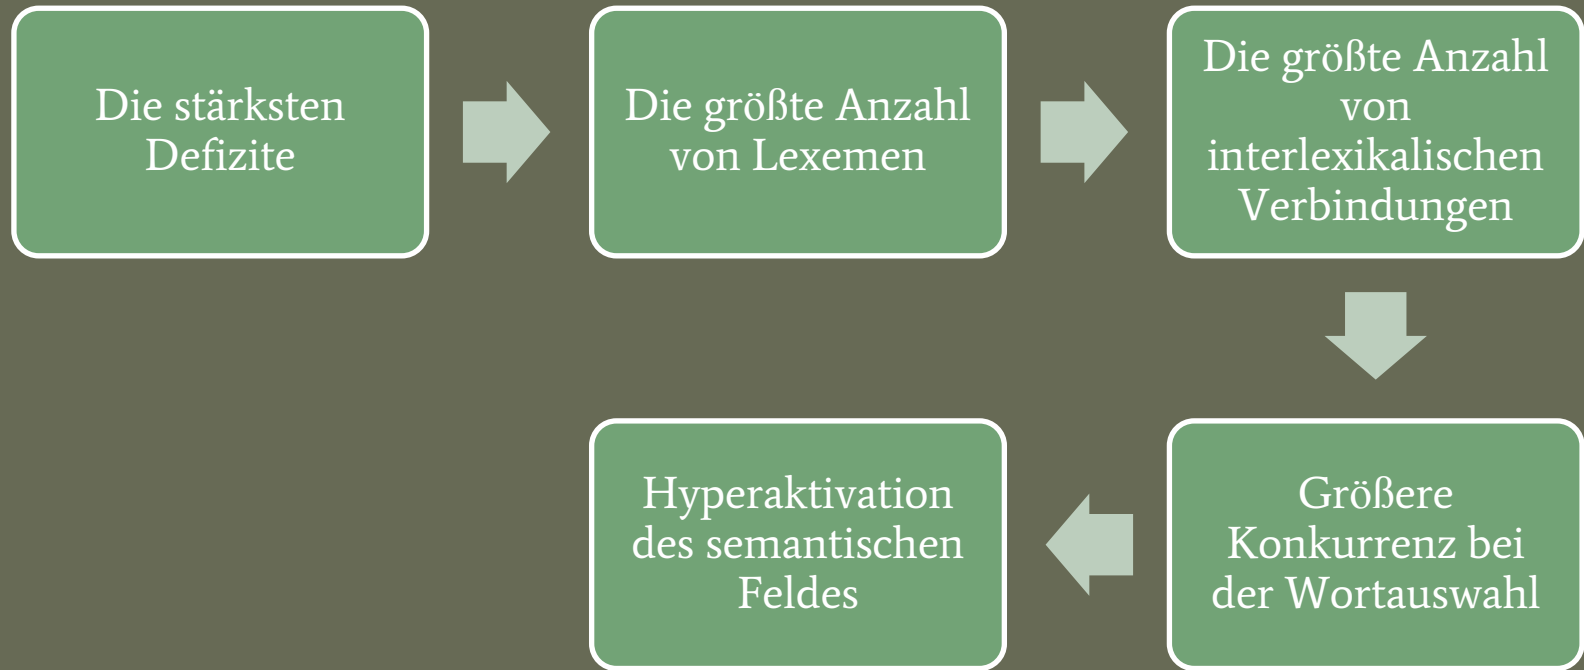 Die stärksten
Defizite
Die größte Anzahl
von Lexemen
Die größte Anzahl
von
interlexikalischen
Verbindungen
Größere
Konkurrenz bei
der Wortauswahl
Hyperaktivation
des semantischen
Feldes